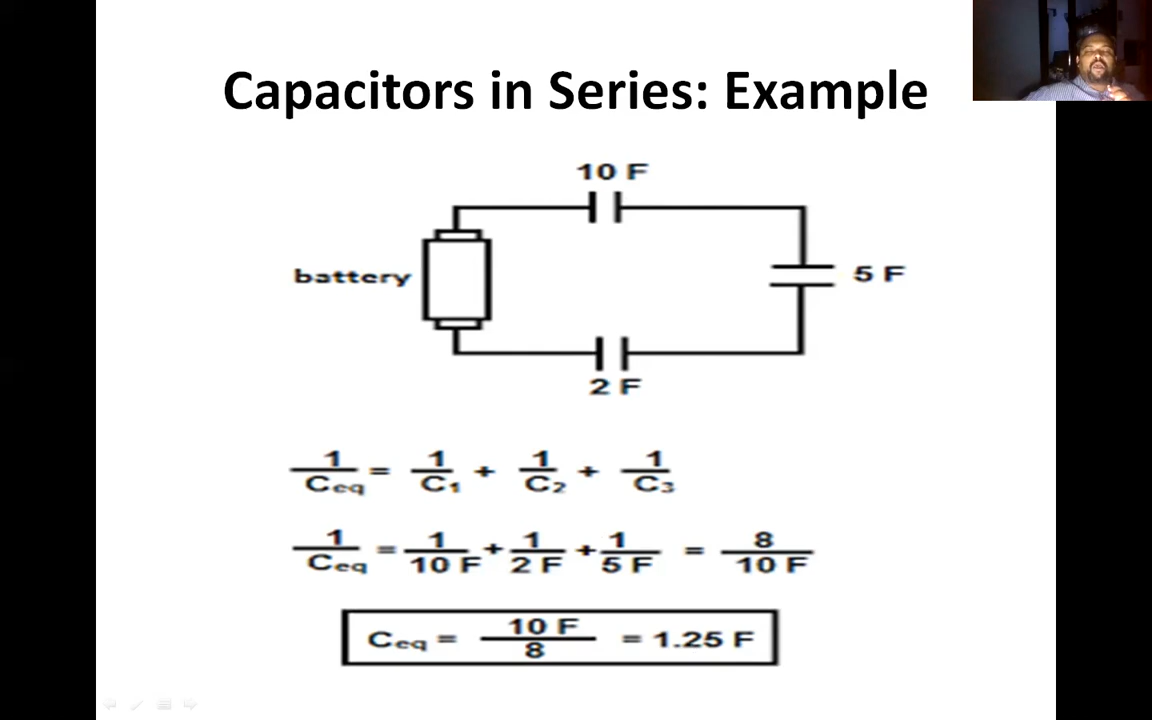 Capacitors in Series: Example
10 F
battery
5 F
2 F
1/Ceq = 1/C1 + 1/C2 + 1/C3
1/Ceq = 1/10 F + 1/2 F + 1/5 F = 8/10 F
Ceq = 10 F/8 = 1.25 F